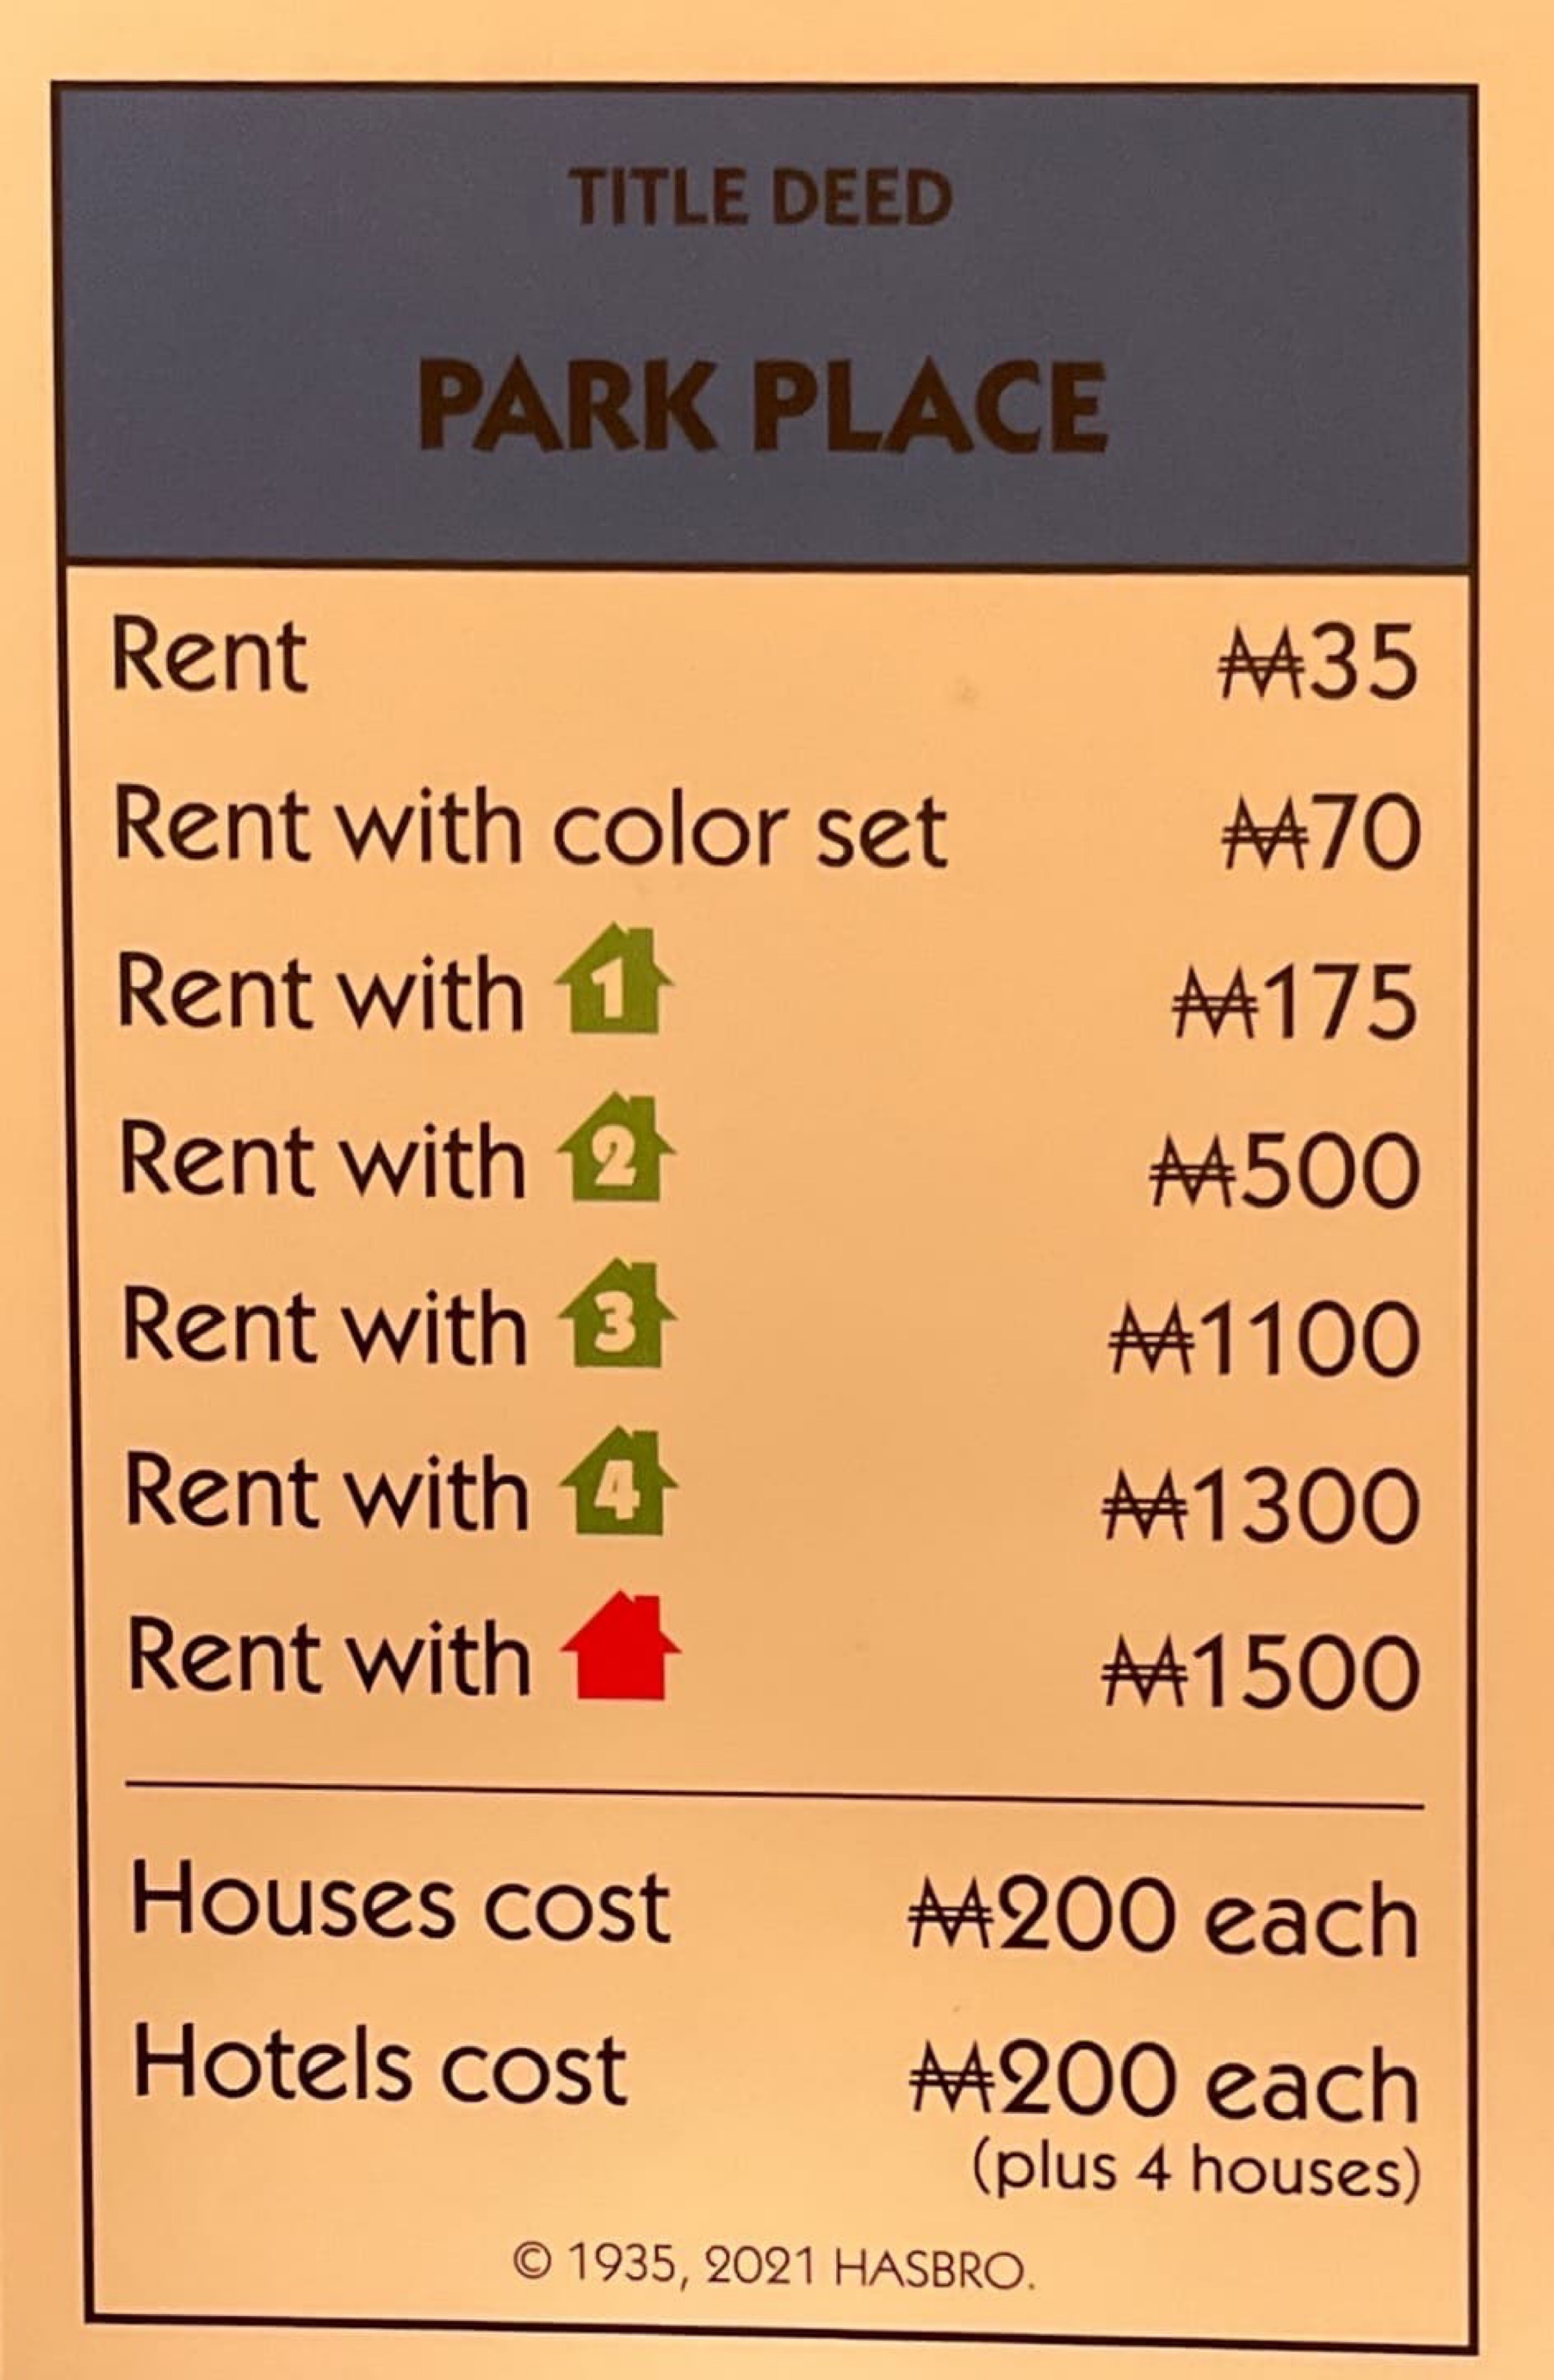 TITLE DEED
PARK PLACE
Rent ₩35
Rent with color set ₩70
Rent with 1 ₩175
Rent with 2 ₩500
Rent with 3 ₩1100
Rent with 4 ₩1300
Rent with ₩1500
Houses cost ₩200 each
Hotels cost ₩200 each
(plus 4 houses)
© 1935, 2021 HASBRO.